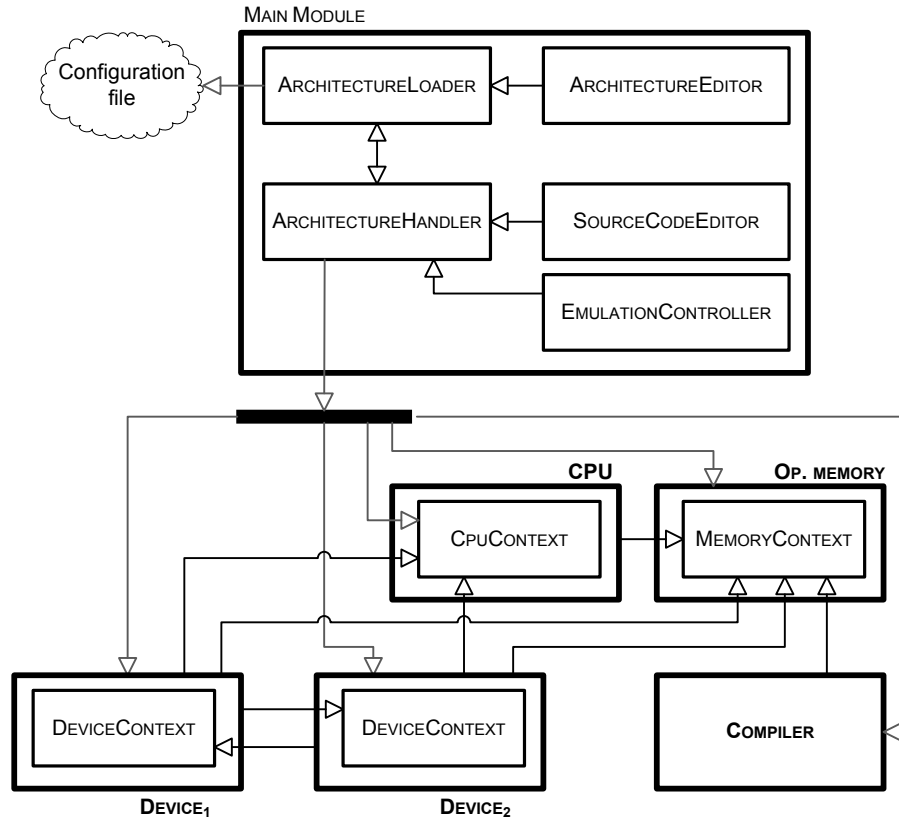 MAIN MODULE
Configuration
file
ARCHITECTURELOADER
ARCHITECTUREEDITOR
ARCHITECTUREHANDLER
SOURCECODEEDITOR
EMULATIONCONTROLLER
CPU
OP. MEMORY
CPUCONTEXT
MEMORYCONTEXT
DEVICECONTEXT
DEVICECONTEXT
COMPILER
DEVICE₁
DEVICE₂